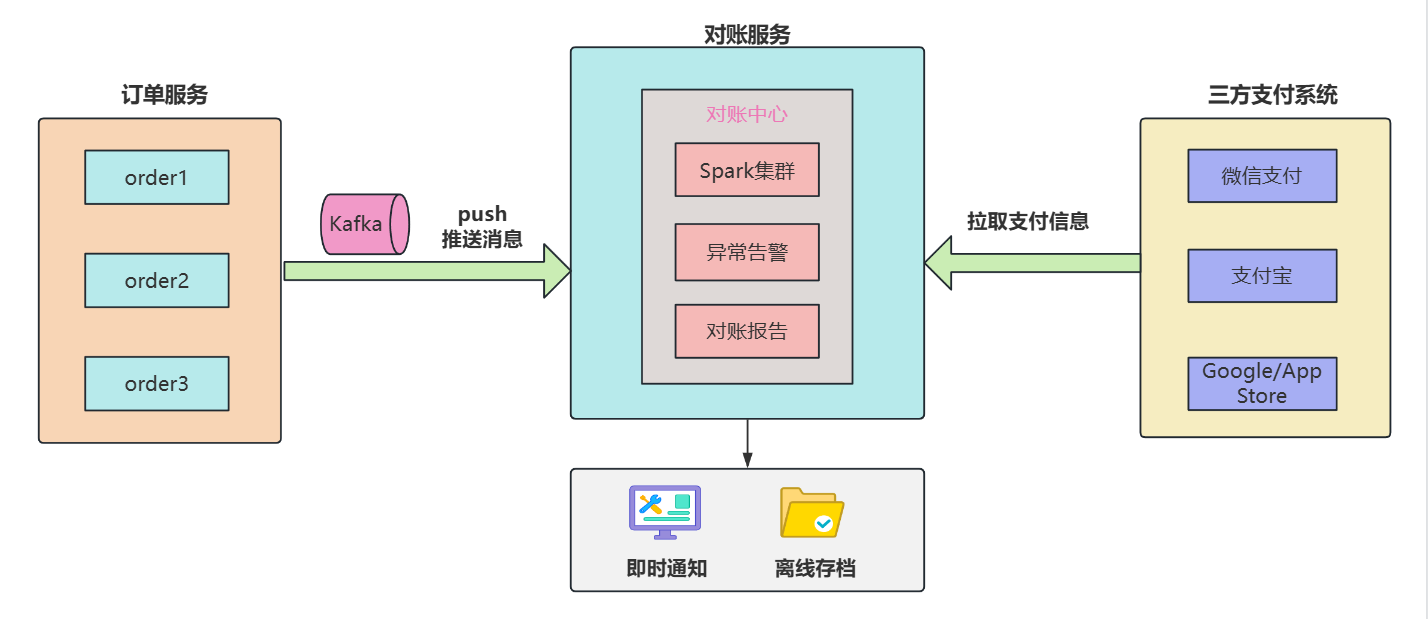 对账服务
订单服务
三方支付系统
对账中心
order1
Spark集群
微信支付
Kafka
push
推送消息
拉取支付信息
order2
异常告警
支付宝
order3
对账报告
Google/App
Store
即时通知
离线存档